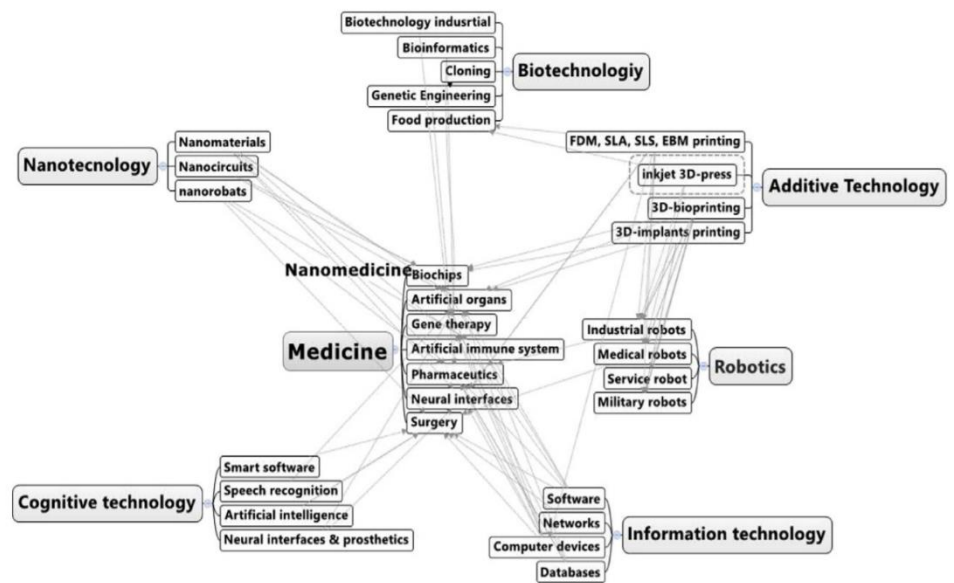 Biotechnology indusrtial
Bioinformatics
Cloning
Genetic Engineering
Food production
Biotechnologiy
Nanotecnology
Nanomaterials
Nanocircuits
nanorobats
FDM, SLA, SLS, EBM printing
inkjet 3D-press
3D-bioprinting
3D-implants printing
Additive Technology
Nanomedicine
Medicine
Biochips
Artificial organs
Gene therapy
Artificial immune system
Pharmaceutics
Neural interfaces
Surgery
Industrial robots
Medical robots
Service robot
Military robots
Robotics
Cognitive technology
Smart software
Speech recognition
Artificial intelligence
Neural interfaces & prosthetics
Software
Networks
Computer devices
Databases
Information technology